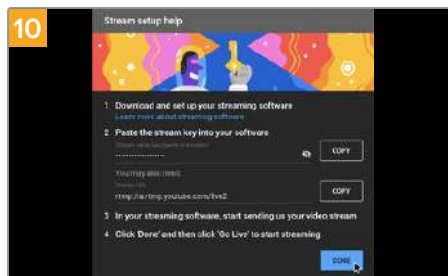 10
Stream setup help
1 Download and set up your streaming software
Learn more about streaming software
2 Paste the stream key into your software
COPY
You may also need:
Stream URL
COPY
rtmp://a.rtmp.youtube.com/live2
3 In your streaming software, start sending us your video stream
4 Click 'Done' and then click 'Go Live' to start streaming
DONE